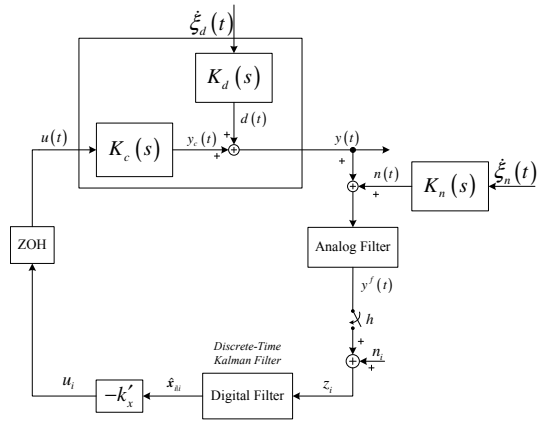 ξ̇_d(t)
K_d(s)
d(t)
+
u(t)
K_c(s)
y_c(t)
+
y(t)
+
n(t)
+
K_n(s)
ξ̇_n(t)
ZOH
Analog Filter
y^f(t)
h
+
n_i
+
Discrete-Time
Kalman Filter
u_i
−k′_x
x̂_{i|i}
Digital Filter
z_i